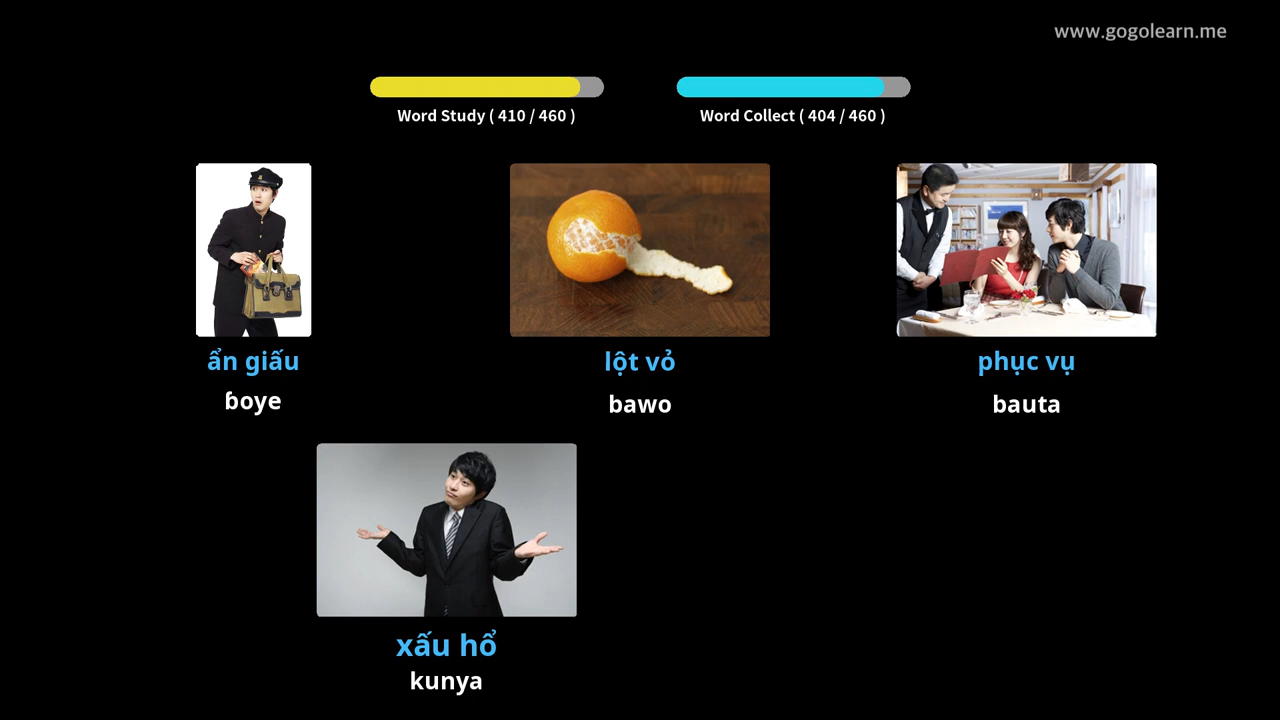 www.gogolearn.me
Word Study ( 410 / 460 )
Word Collect ( 404 / 460 )
ẩn giấu
ɓoye
lột vỏ
bawo
phục vụ
bauta
xấu hổ
kunya